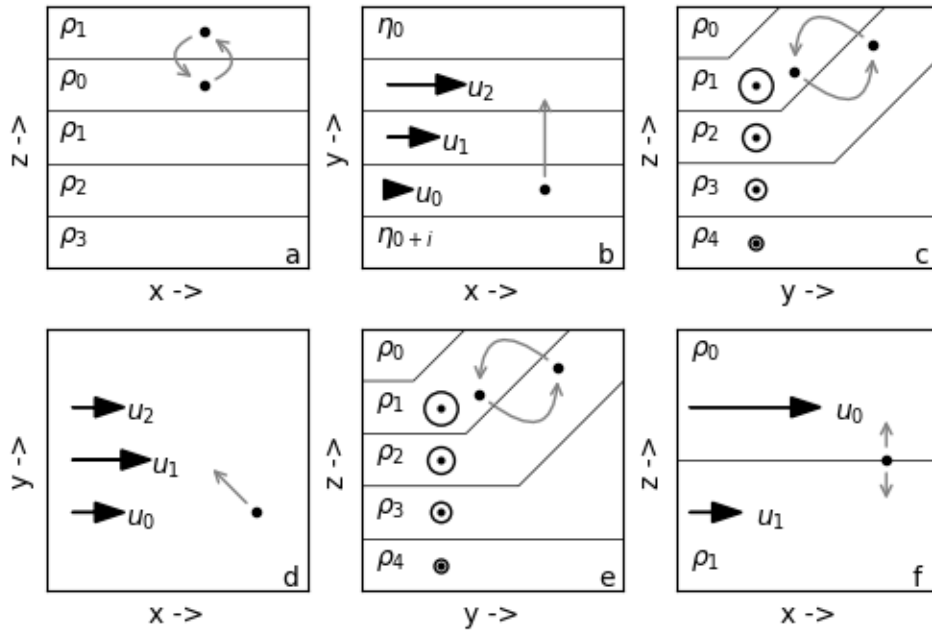 ρ₁
ρ₀
ρ₁
ρ₂
ρ₃
a
z ->
x ->
η₀
u₂
u₁
u₀
η₀₊ᵢ
b
y ->
x ->
ρ₀
ρ₁
ρ₂
ρ₃
ρ₄
c
z ->
y ->
u₂
u₁
u₀
d
y ->
x ->
ρ₀
ρ₁
ρ₂
ρ₃
ρ₄
e
z ->
y ->
ρ₀
u₀
u₁
ρ₁
f
z ->
x ->